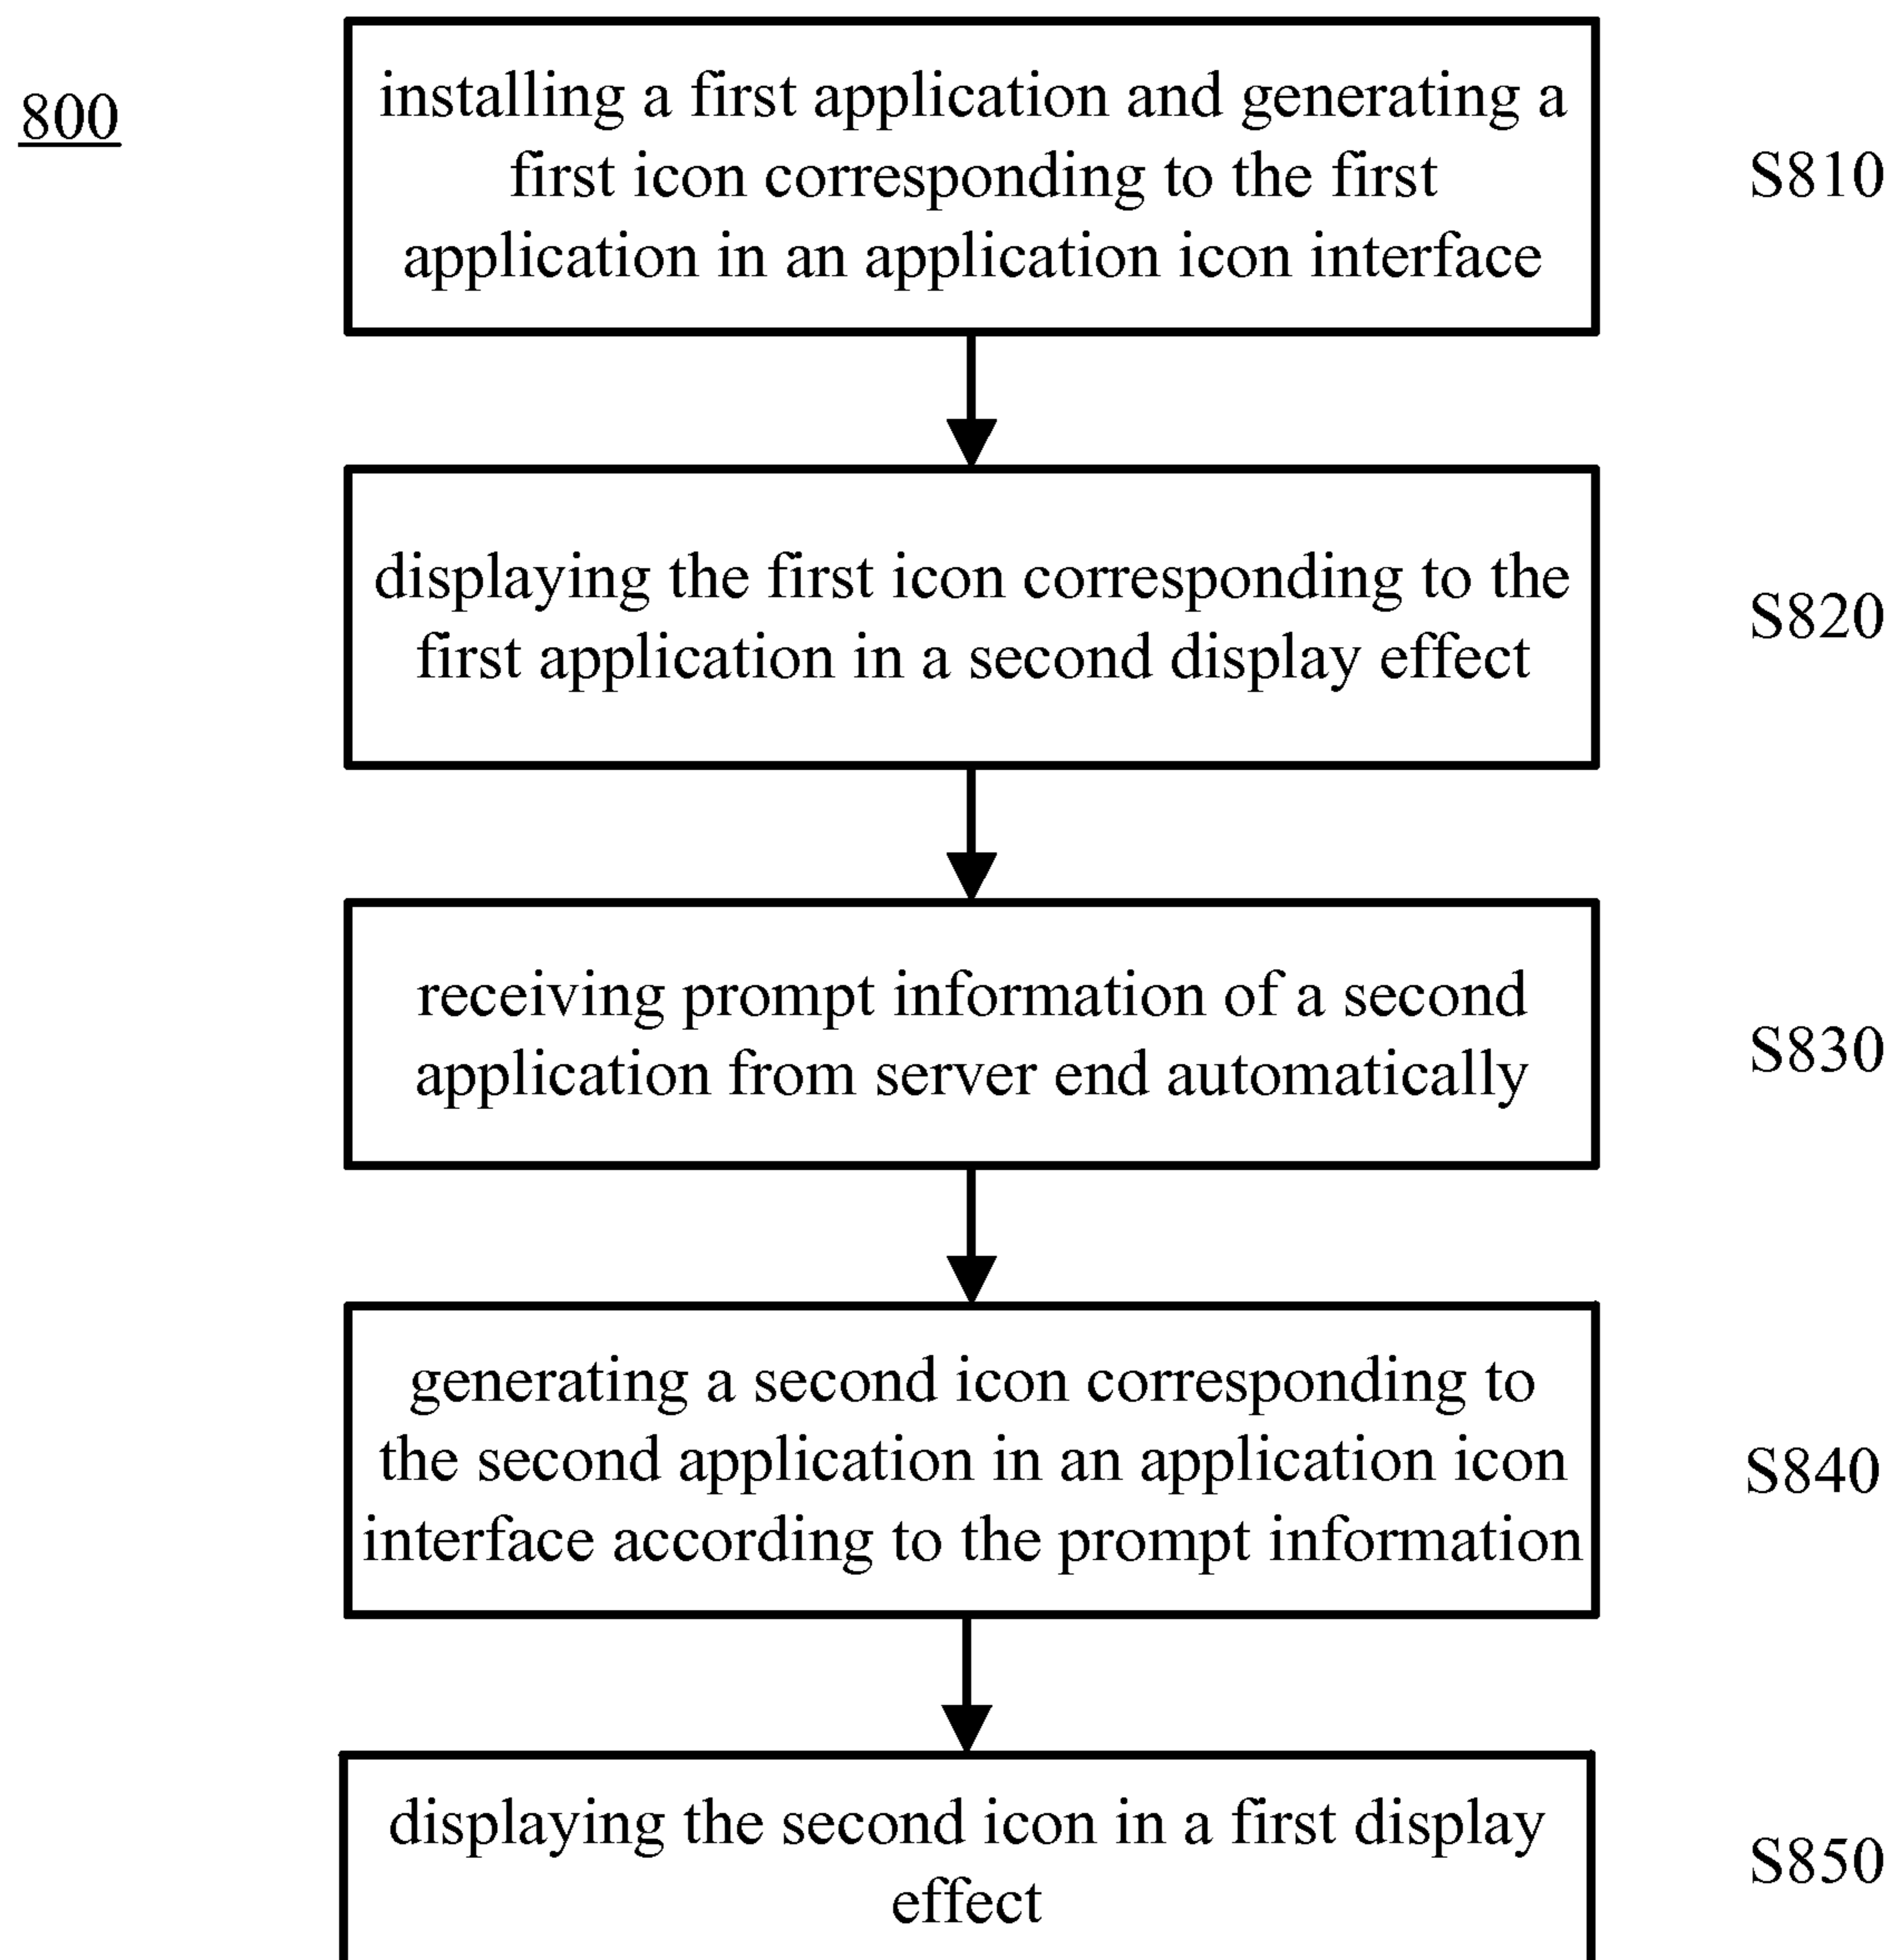 800
installing a first application and generating a
first icon corresponding to the first
application in an application icon interface
S810
displaying the first icon corresponding to the
first application in a second display effect
S820
receiving prompt information of a second
application from server end automatically
S830
generating a second icon corresponding to
the second application in an application icon
interface according to the prompt information
S840
displaying the second icon in a first display
effect
S850